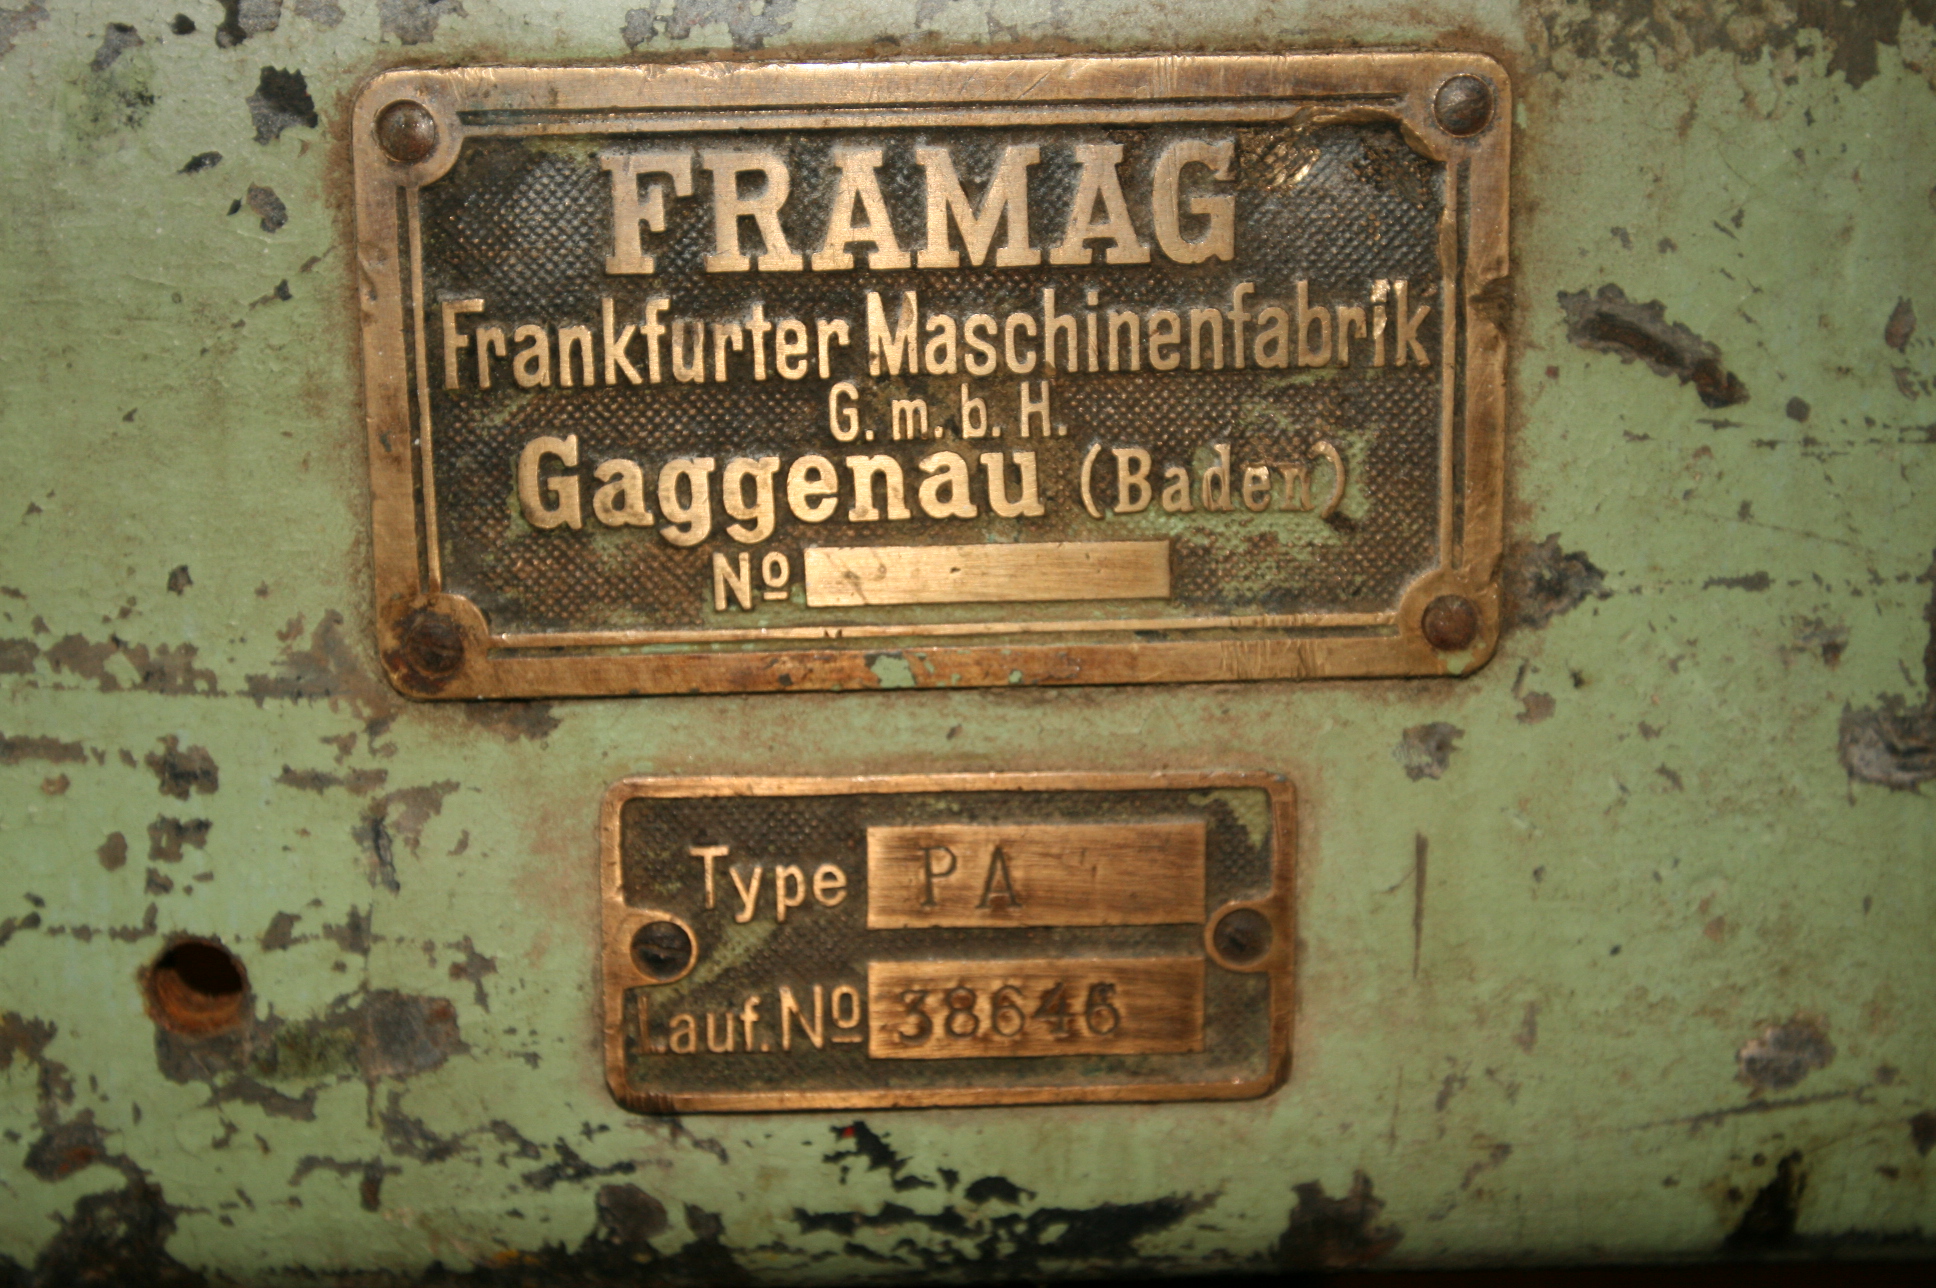 FRAMAG
Frankfurter Maschinenfabrik
G. m. b. H.
Gaggenau (Baden)
Nº
Type PA
Lauf. Nº 38646